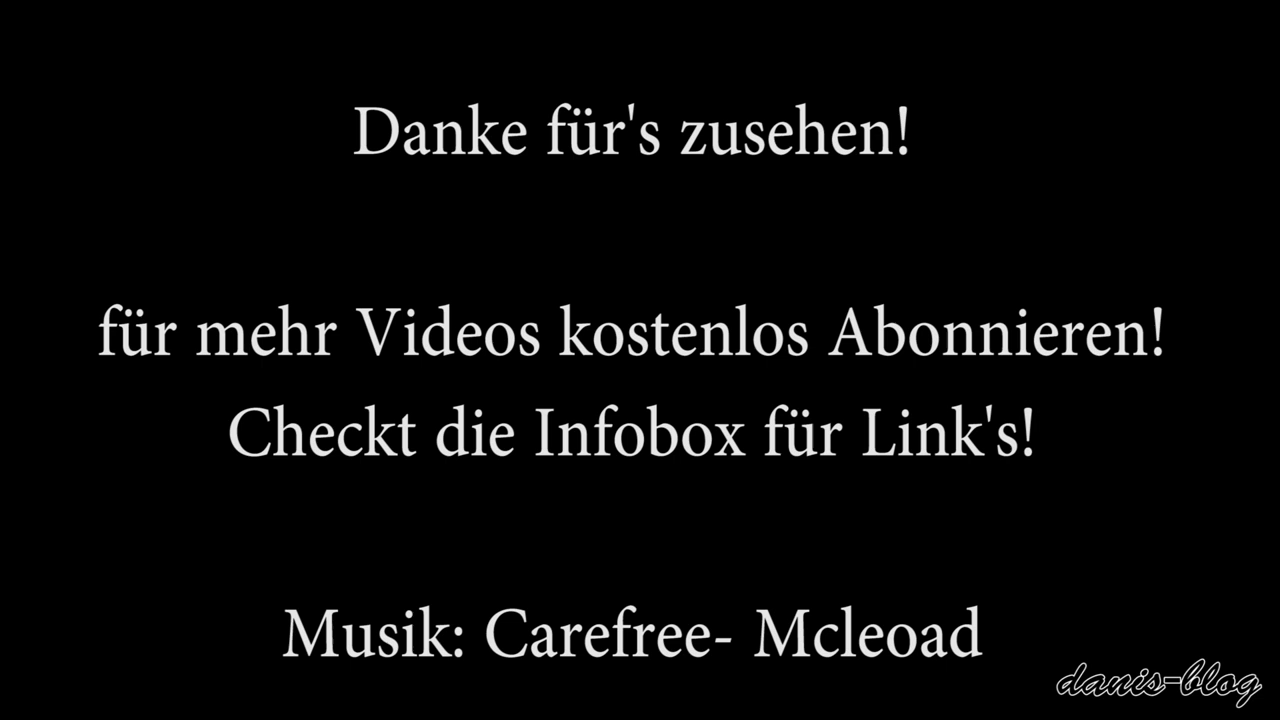 Danke für's zusehen!
für mehr Videos kostenlos Abonnieren!
Checkt die Infobox für Link's!
Musik: Carefree- Mcleoad
danis-blog